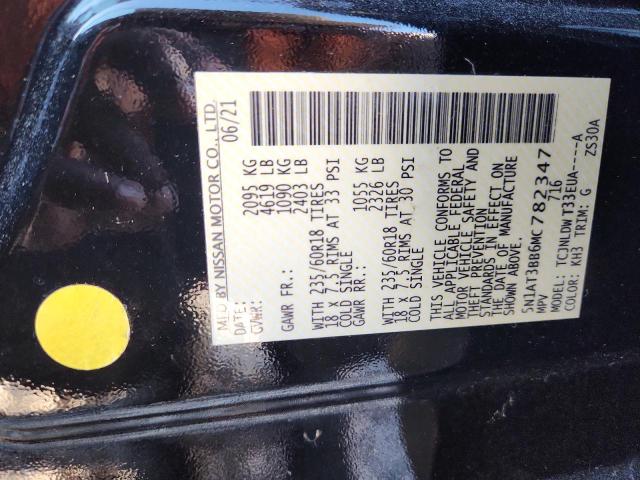 MFD BY NISSAN MOTOR CO., LTD.
DATE: 06/21
GVWR: 2095 KG
4619 LB
GAWR FR: 1090 KG
2403 LB
WITH 235/60R18 TIRES
18 x 7.5 RIMS AT 33 PSI
COLD SINGLE
GAWR RR: 1055 KG
2326 LB
WITH 235/60R18 TIRES
18 x 7.5 RIMS AT 30 PSI
COLD SINGLE
THIS VEHICLE CONFORMS TO
ALL APPLICABLE FEDERAL
MOTOR VEHICLE SAFETY AND
THEFT PREVENTION
STANDARDS IN EFFECT ON
THE DATE OF MANUFACTURE
SHOWN ABOVE.
5N1AT3BB6MC782347
MPV 716
MODEL: TCJNLDWT33EUA-----A
COLOR: KH3 TRIM: G ZS30A